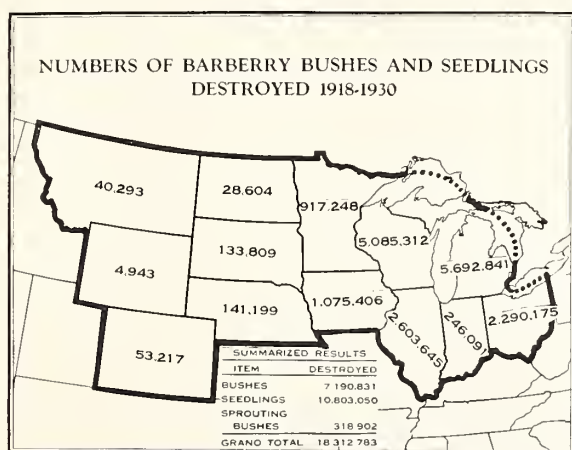 NUMBERS OF BARBERRY BUSHES AND SEEDLINGS
DESTROYED 1918-1930
40,293
28,604
917,248
5,085,312
5,692,841
4,943
133,809
141,199
1,075,406
2,603,645
246,091
2,290,175
53,217
SUMMARIZED RESULTS
ITEM DESTROYED
BUSHES 7 190,831
SEEDLINGS 10,803,050
SPROUTING
BUSHES 318 902
GRAND TOTAL 18 312 783